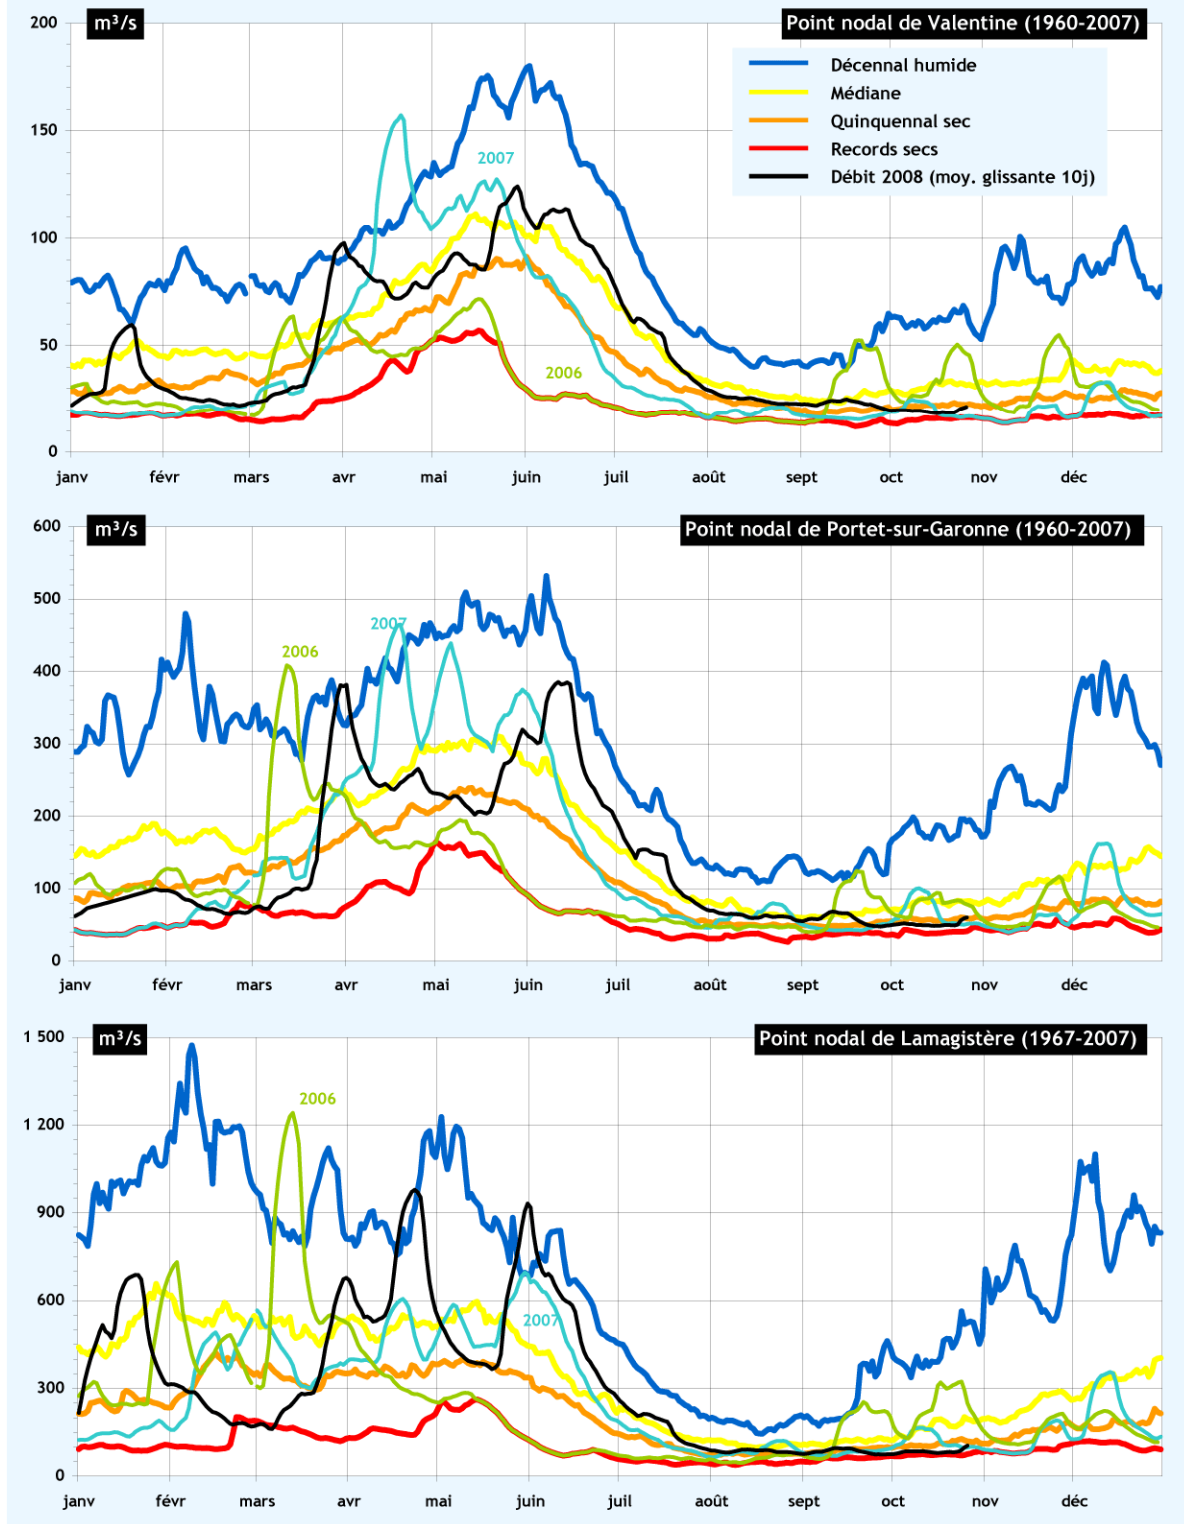 200 m³/s Point nodal de Valentine (1960-2007)
Décennal humide
Médiane
150 Quinquennal sec
Records secs
2007
Débit 2008 (moy. glissante 10j)
100
50
2006
0
janv févr mars avr mai juin juil août sept oct nov déc
600 m³/s Point nodal de Portet-sur-Garonne (1960-2007)
500
2007
2006
400
300
200
100
0
janv févr mars avr mai juin juil août sept oct nov déc
1 500 m³/s Point nodal de Lamagistère (1967-2007)
2006
1 200
900
600
2007
300
0
janv févr mars avr mai juin juil août sept oct nov déc